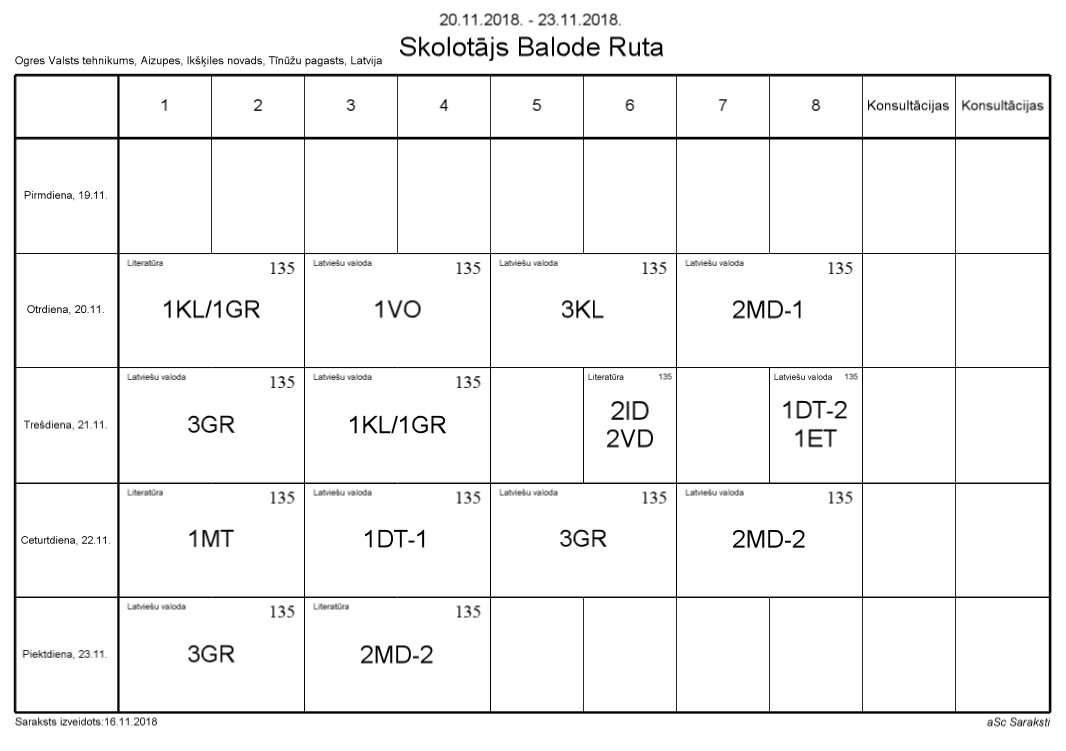 20.11.2018. - 23.11.2018.
Skolotājs Balode Ruta
Ogres Valsts tehnikums, Aizupes, Ikšķiles novads, Tīnūžu pagasts, Latvija
1 2 3 4 5 6 7 8 Konsultācijas Konsultācijas
Pirmdiena, 19.11.
Literatūra 135 Latviešu valoda 135 Latviešu valoda 135 Latviešu valoda 135
Otrdiena, 20.11. 1KL/1GR 1VO 3KL 2MD-1
Latviešu valoda 135 Latviešu valoda 135 Literatūra 135 Latviešu valoda 135
Trešdiena, 21.11. 3GR 1KL/1GR 2ID 1DT-2
2VD 1ET
Literatūra 135 Latviešu valoda 135 Latviešu valoda 135 Latviešu valoda 135
Ceturtdiena, 22.11. 1MT 1DT-1 3GR 2MD-2
Latviešu valoda 135 Literatūra 135
Piektdiena, 23.11. 3GR 2MD-2
Saraksts izveidots:16.11.2018 aSc Saraksti